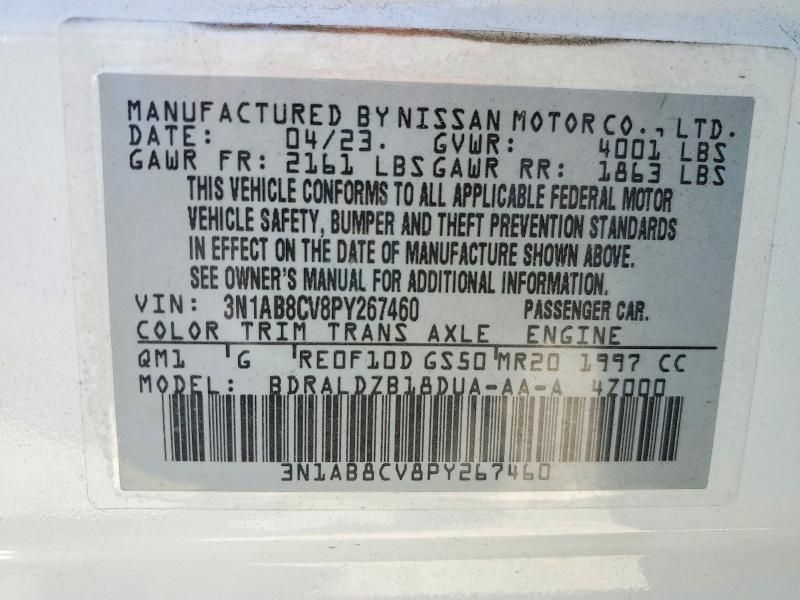 MANUFACTURED BY NISSAN MOTOR CO., LTD.
DATE: 04/23. GVWR: 4001 LBS
GAWR FR: 2161 LBS GAWR RR: 1863 LBS
THIS VEHICLE CONFORMS TO ALL APPLICABLE FEDERAL MOTOR
VEHICLE SAFETY, BUMPER AND THEFT PREVENTION STANDARDS
IN EFFECT ON THE DATE OF MANUFACTURE SHOWN ABOVE.
SEE OWNER'S MANUAL FOR ADDITIONAL INFORMATION.
VIN: 3N1AB8CV8PY267460 PASSENGER CAR.
COLOR TRIM TRANS AXLE ENGINE
QM1 G RE0F10D GS50 MR20 1997 CC
MODEL: BDRALDZB18DUA-AA-A 4Z000
3N1AB8CV8PY267460